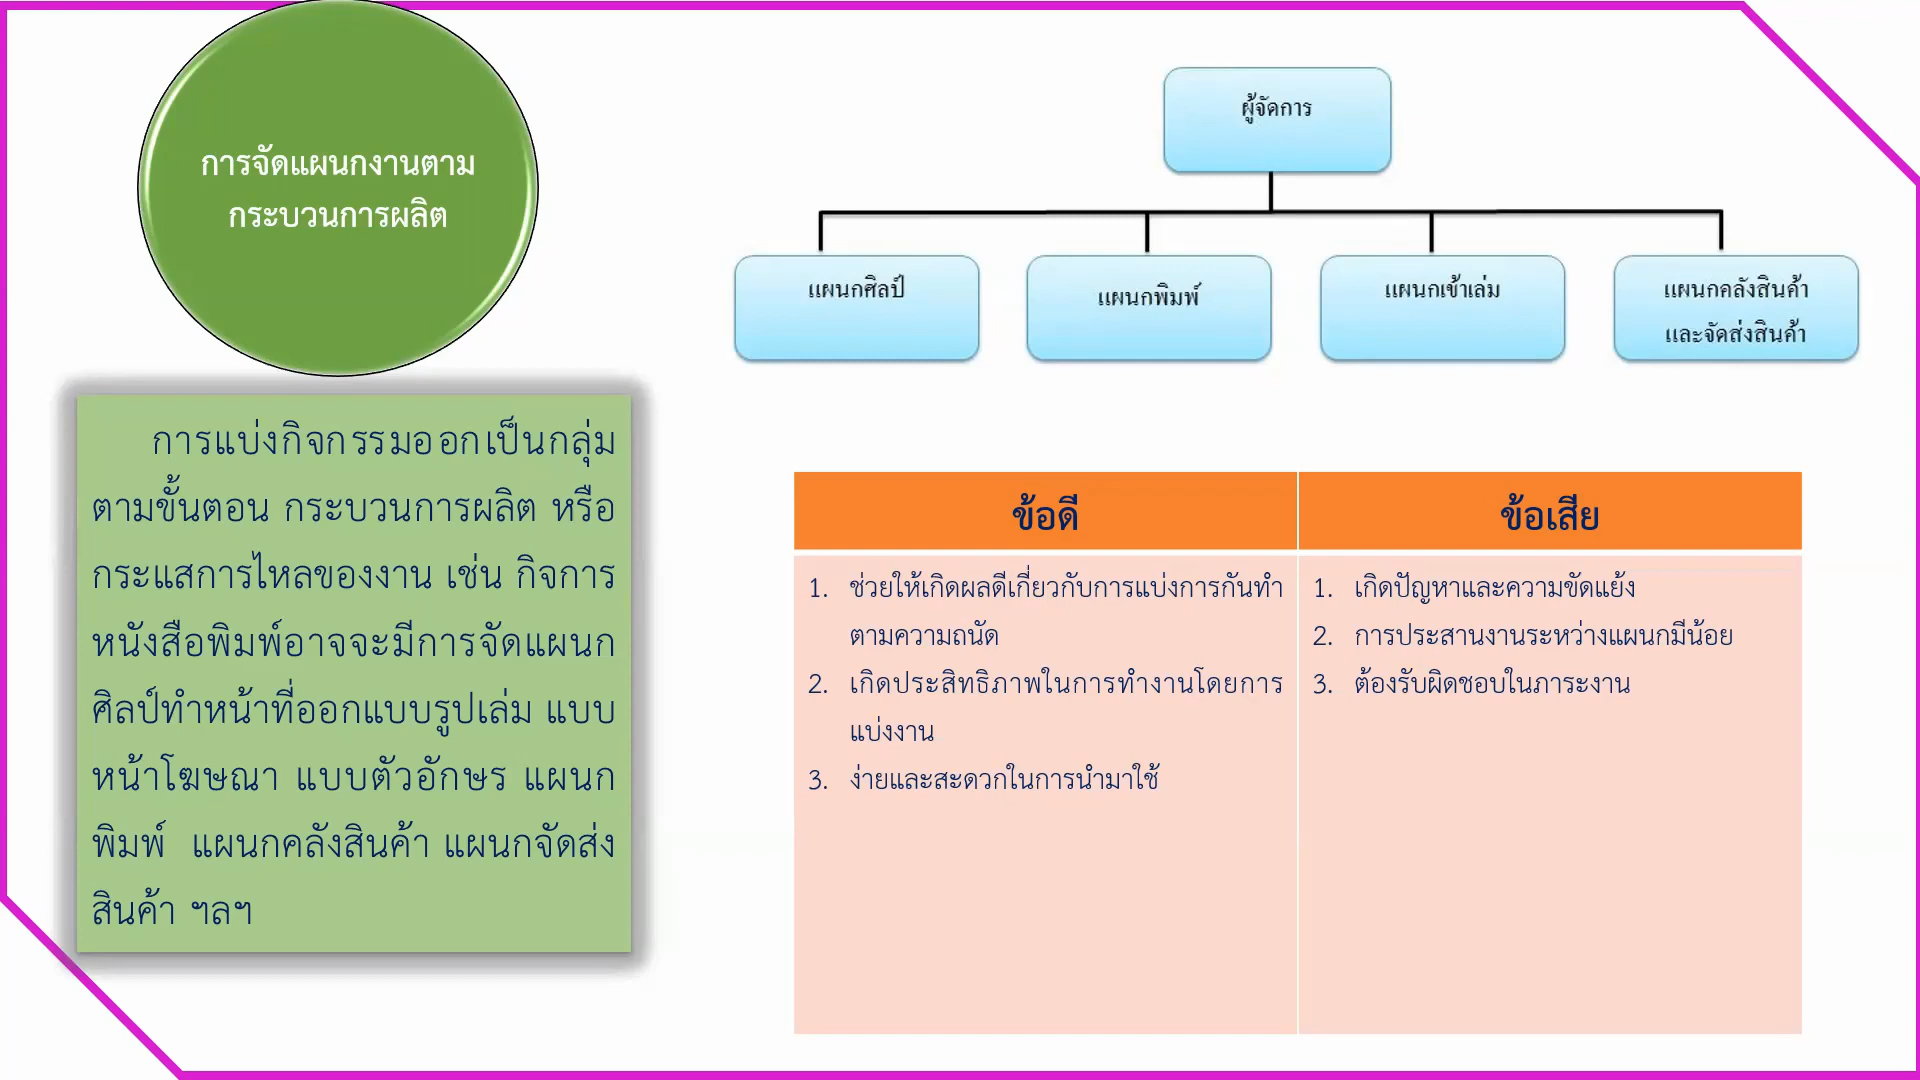 การจัดแผนกงานตาม
กระบวนการผลิต
การแบ่งกิจกรรมออกเป็นกลุ่ม
ตามขั้นตอน กระบวนการผลิต หรือ
กระแสการไหลของงาน เช่น กิจการ
หนังสือพิมพ์อาจจะมีการจัดแผนก
ศิลป์ทำหน้าที่ออกแบบรูปเล่ม แบบ
หน้าโฆษณา แบบตัวอักษร แผนก
พิมพ์ แผนกคลังสินค้า แผนกจัดส่ง
สินค้า ฯลฯ
ผู้จัดการ
แผนกศิลป์
แผนกพิมพ์
แผนกเข้าเล่ม
แผนกคลังสินค้า
และจัดส่งสินค้า
ข้อดี
1. ช่วยให้เกิดผลดีเกี่ยวกับการแบ่งการกันทำ
ตามความถนัด
2. เกิดประสิทธิภาพในการทำงานโดยการ
แบ่งงาน
3. ง่ายและสะดวกในการนำมาใช้
ข้อเสีย
1. เกิดปัญหาและความขัดแย้ง
2. การประสานงานระหว่างแผนกมีน้อย
3. ต้องรับผิดชอบในภาระงาน